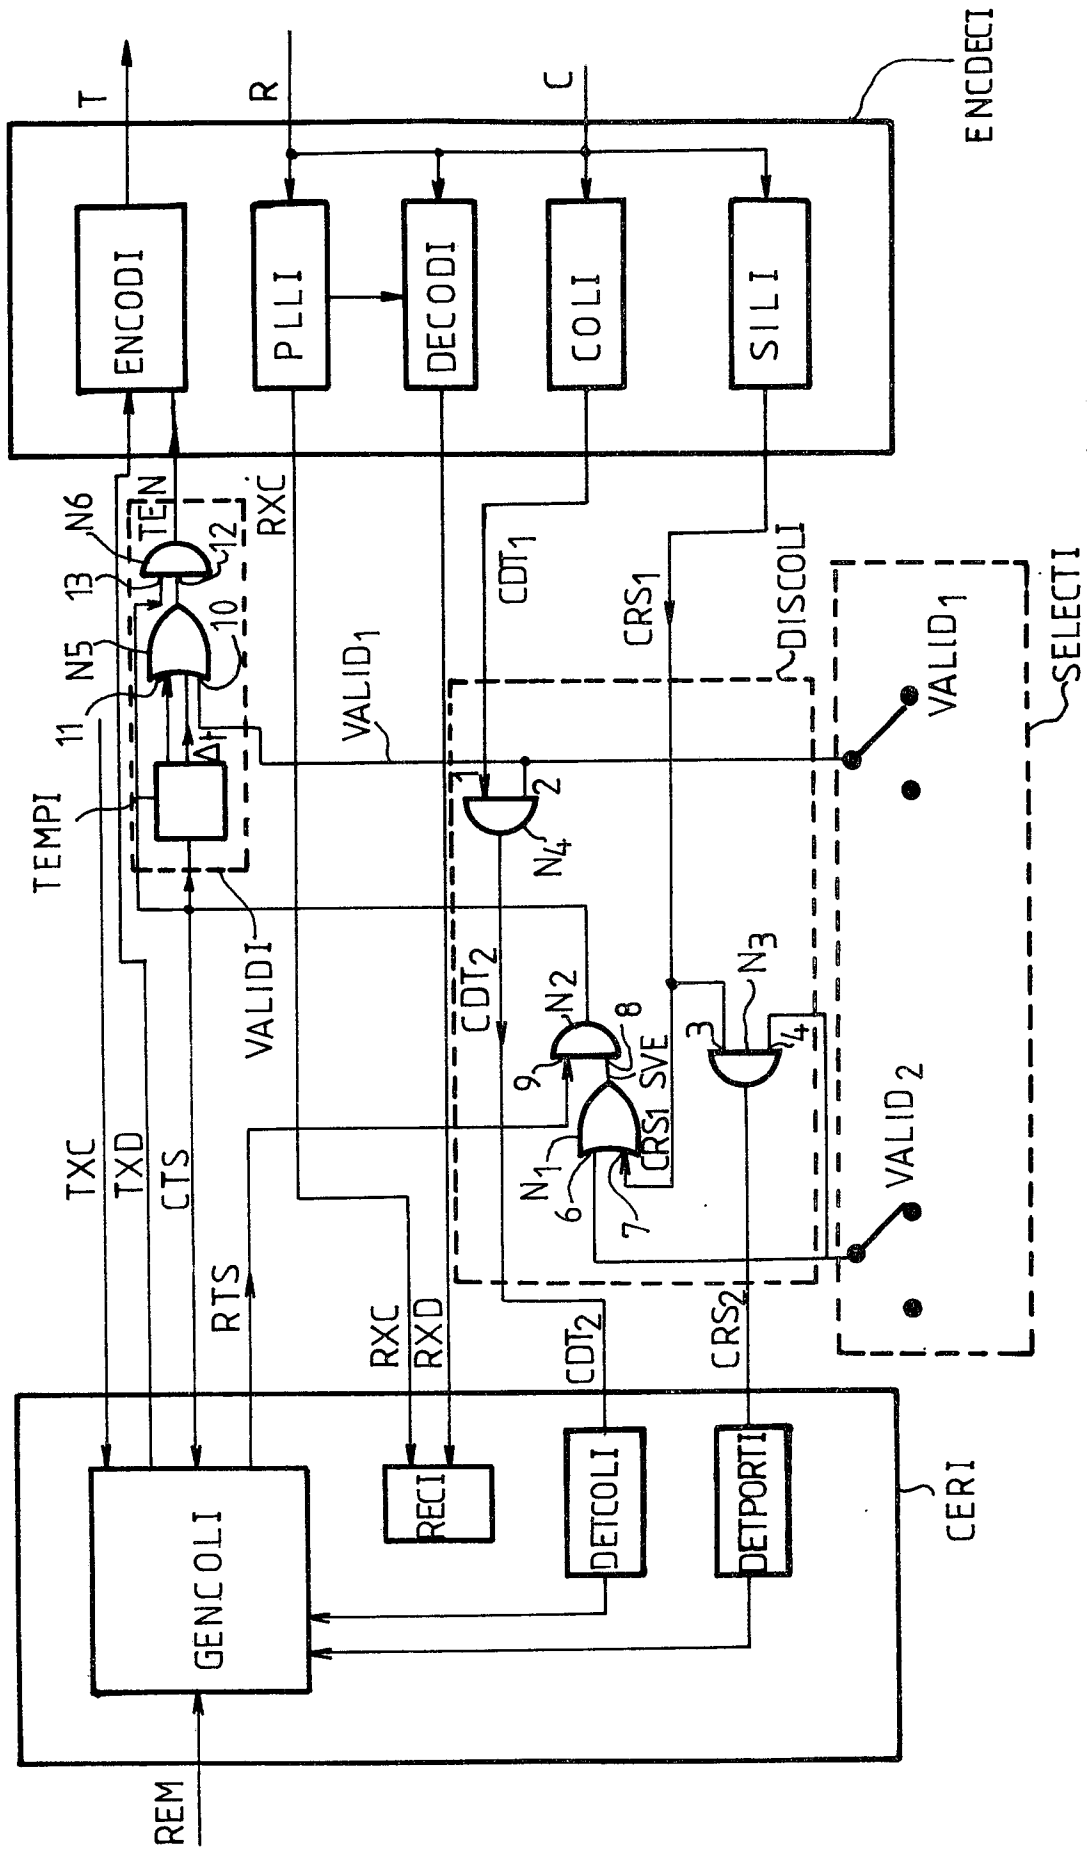 T
R
C
ENCDECI
ENCODI
PLLI
DECODI
COLI
SILI
TEN
N6
13
12
N5
10
11
Δt
TEMPI
VALIDI
RXC
VALID1
CDT1
CRS1
DISCOLI
SELECTI
VALID1
1
2
N4
CDT2
N2
9
8
SVE
N1
6
7
CRS1
3
4
N3
VALID2
TXC
TXD
CTS
RTS
RXC
RXD
CDT2
CRS2
GENCOLI
RECI
DETCOLI
DETPORTI
CERI
REM